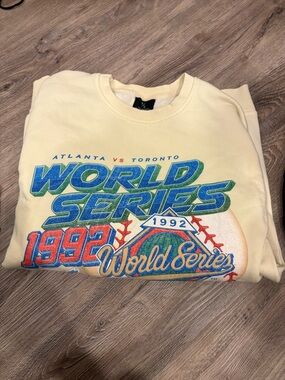 ATLANTA VS TORONTO
WORLD
SERIES
1992
1992
World Series